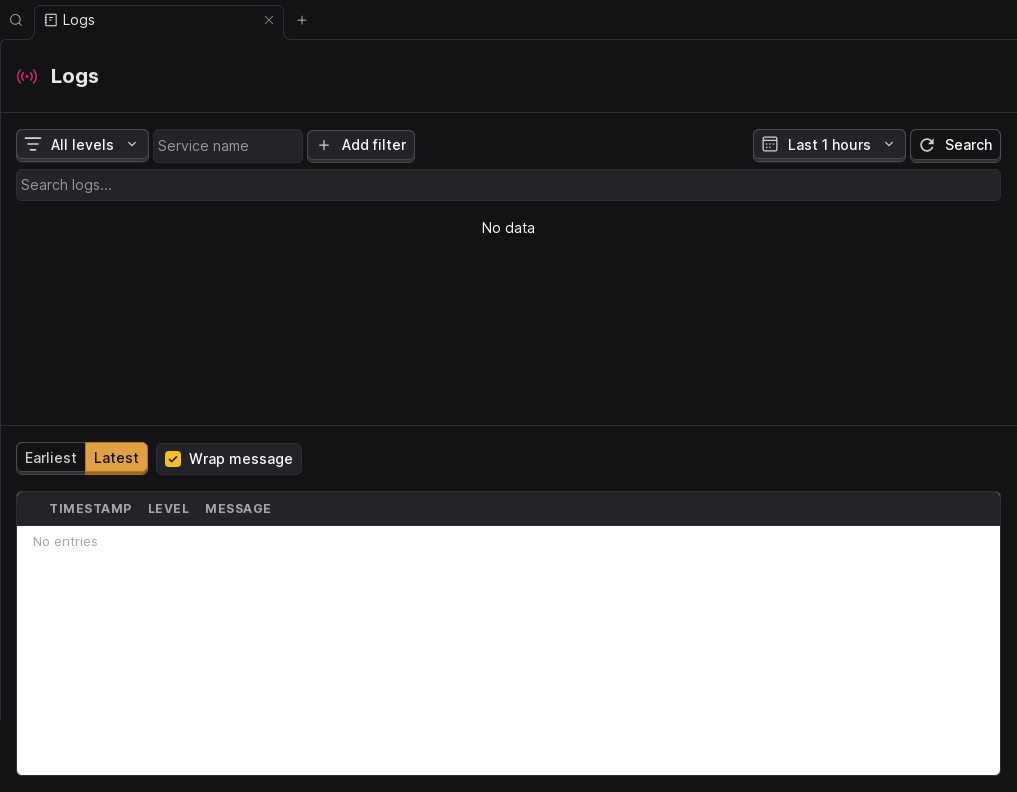 Logs
Logs
All levels
Service name
Add filter
Last 1 hours
Search
Search logs...
No data
Earliest
Latest
Wrap message
TIMESTAMP LEVEL MESSAGE
No entries